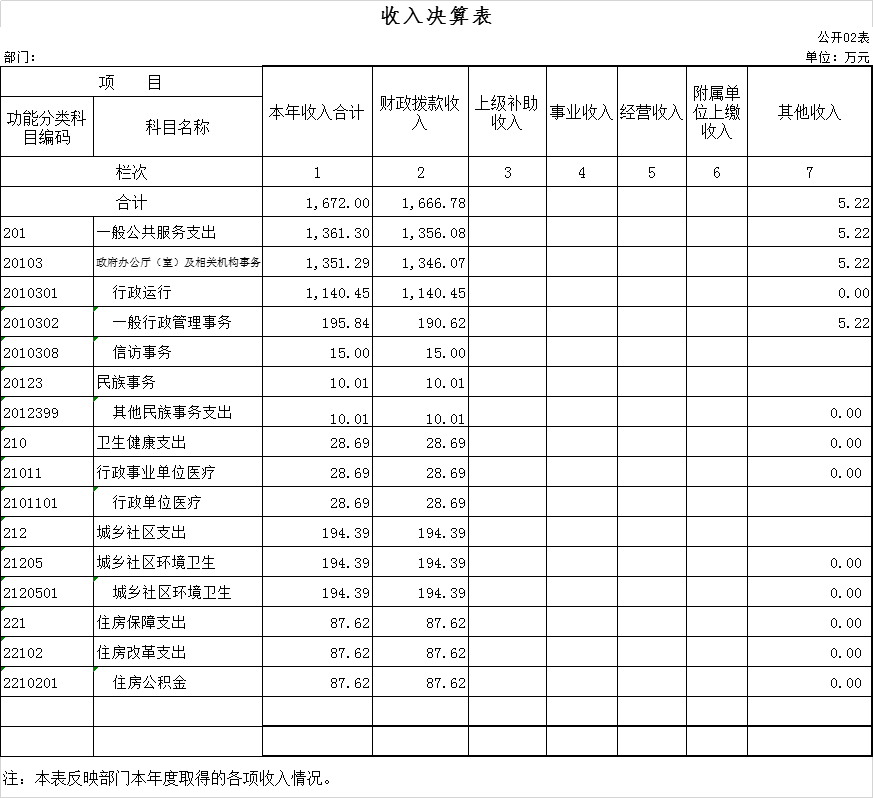 收入决算表
公开02表
部门：
单位：万元
项 目 本年收入合计 财政拨款收入 上级补助收入 事业收入 经营收入 附属单位上缴收入 其他收入
功能分类科目编码 科目名称
栏次 1 2 3 4 5 6 7
合计 1,672.00 1,666.78 5.22
201 一般公共服务支出 1,361.30 1,356.08 5.22
20103 政府办公厅（室）及相关机构事务 1,351.29 1,346.07 5.22
2010301 行政运行 1,140.45 1,140.45 0.00
2010302 一般行政管理事务 195.84 190.62 5.22
2010308 信访事务 15.00 15.00
20123 民族事务 10.01 10.01
2012399 其他民族事务支出 10.01 10.01 0.00
210 卫生健康支出 28.69 28.69 0.00
21011 行政事业单位医疗 28.69 28.69 0.00
2101101 行政单位医疗 28.69 28.69
212 城乡社区支出 194.39 194.39
21205 城乡社区环境卫生 194.39 194.39 0.00
2120501 城乡社区环境卫生 194.39 194.39 0.00
221 住房保障支出 87.62 87.62 0.00
22102 住房改革支出 87.62 87.62 0.00
2210201 住房公积金 87.62 87.62 0.00
注：本表反映部门本年度取得的各项收入情况。